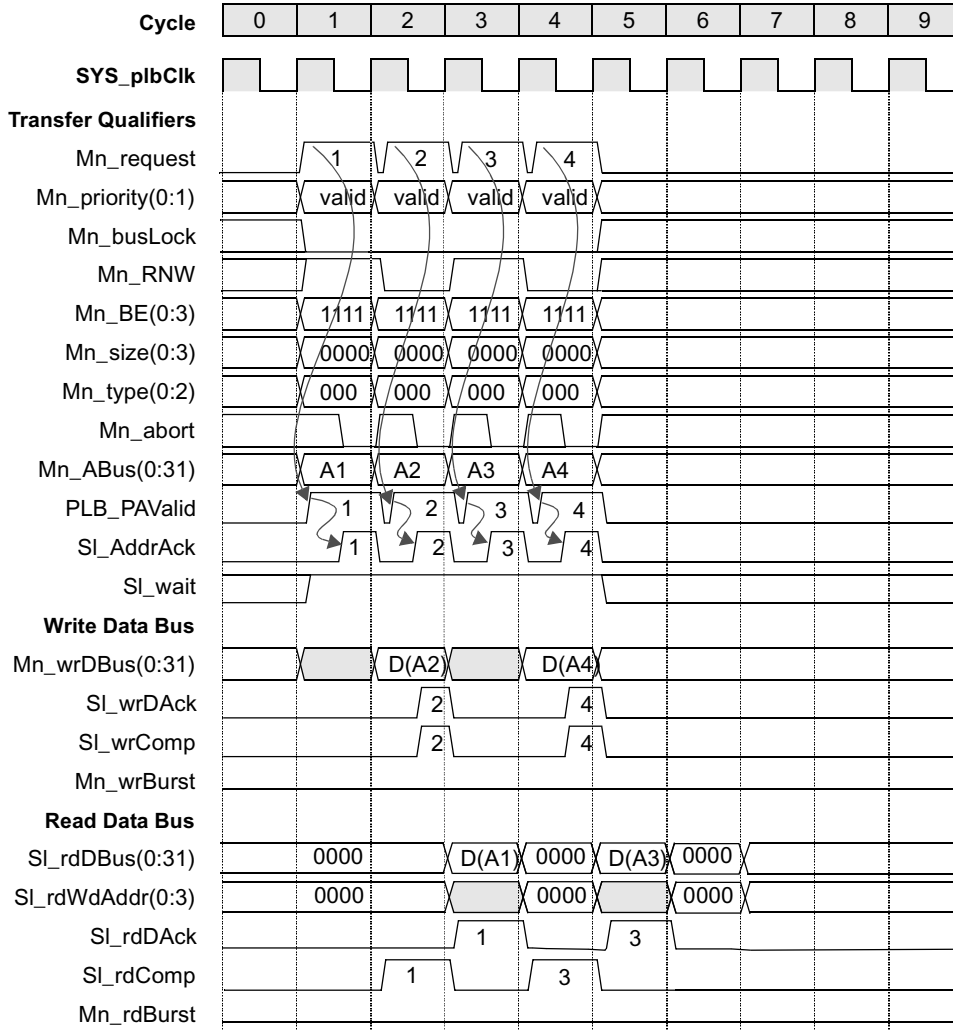 Cycle 0 1 2 3 4 5 6 7 8 9
SYS_plbClk
Transfer Qualifiers
Mn_request 1 2 3 4
Mn_priority(0:1) valid valid valid valid
Mn_busLock
Mn_RNW
Mn_BE(0:3) 1111 1111 1111 1111
Mn_size(0:3) 0000 0000 0000 0000
Mn_type(0:2) 000 000 000 000
Mn_abort
Mn_ABus(0:31) A1 A2 A3 A4
PLB_PAValid 1 2 3 4
Sl_AddrAck 1 2 3 4
Sl_wait
Write Data Bus
Mn_wrDBus(0:31) D(A2) D(A4)
Sl_wrDAck 2 4
Sl_wrComp 2 4
Mn_wrBurst
Read Data Bus
Sl_rdDBus(0:31) 0000 D(A1) 0000 D(A3) 0000
Sl_rdWdAddr(0:3) 0000 0000 0000
Sl_rdDAck 1 3
Sl_rdComp 1 3
Mn_rdBurst